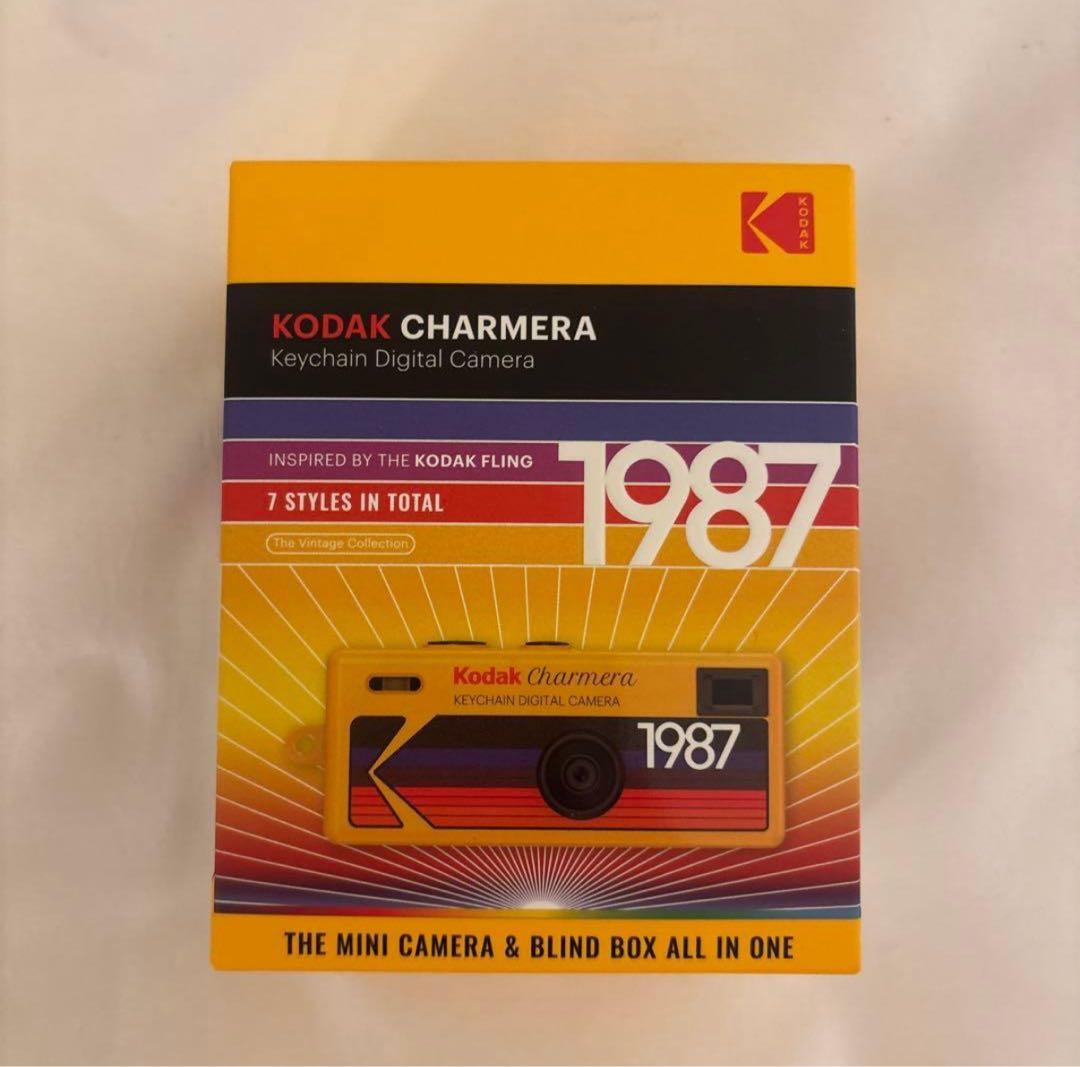 KODAK
KODAK CHARMERA
Keychain Digital Camera
INSPIRED BY THE KODAK FLING
1987
7 STYLES IN TOTAL
The Vintage Collection
Kodak Charmera
KEYCHAIN DIGITAL CAMERA
1987
THE MINI CAMERA & BLIND BOX ALL IN ONE